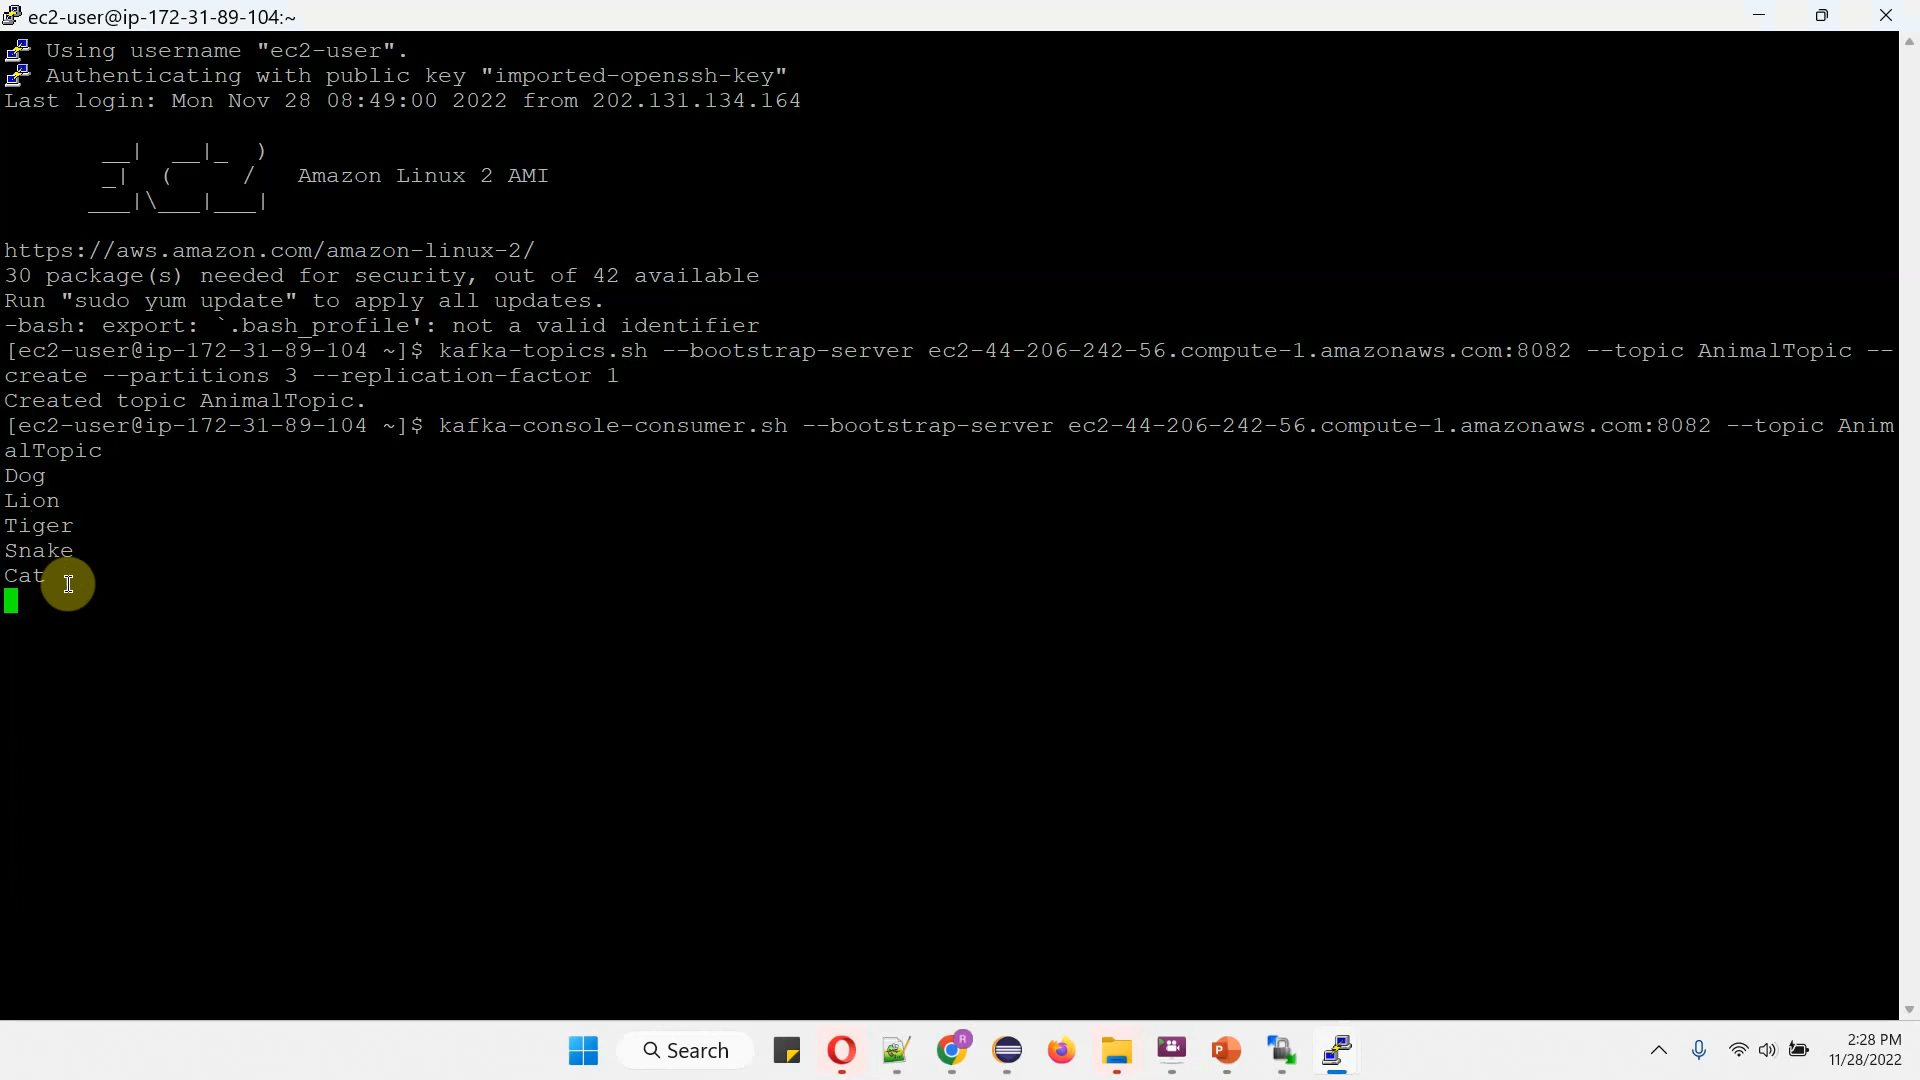 ec2-user@ip-172-31-89-104:~
Using username "ec2-user".
Authenticating with public key "imported-openssh-key"
Last login: Mon Nov 28 08:49:00 2022 from 202.131.134.164
__|  __|_  )
_|  (     /   Amazon Linux 2 AMI
___|\___|___|
https://aws.amazon.com/amazon-linux-2/
30 package(s) needed for security, out of 42 available
Run "sudo yum update" to apply all updates.
-bash: export: `.bash_profile': not a valid identifier
[ec2-user@ip-172-31-89-104 ~]$ kafka-topics.sh --bootstrap-server ec2-44-206-242-56.compute-1.amazonaws.com:8082 --topic AnimalTopic --
create --partitions 3 --replication-factor 1
Created topic AnimalTopic.
[ec2-user@ip-172-31-89-104 ~]$ kafka-console-consumer.sh --bootstrap-server ec2-44-206-242-56.compute-1.amazonaws.com:8082 --topic Anim
alTopic
Dog
Lion
Tiger
Snake
Cat
Search
R
P
2:28 PM
11/28/2022